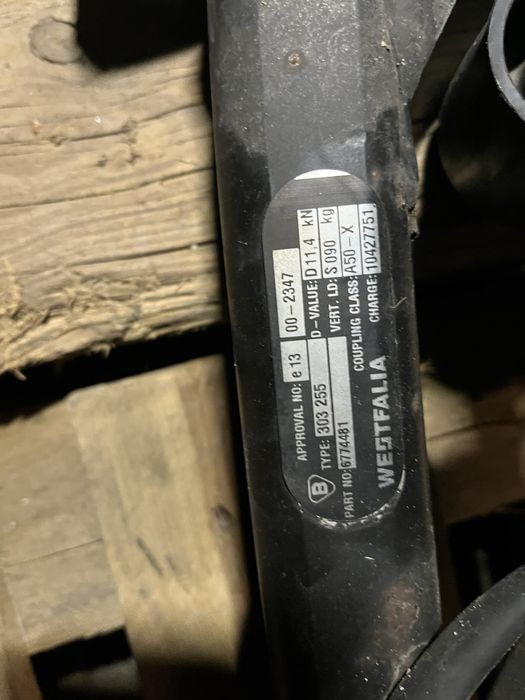 APPROVAL NO: e 13 00-2347
TYPE: 303 255 D-VALUE: D11,4 kN
VERT. LD: S 090 kg
PART NO: 6774481 COUPLING CLASS: A50-X
WESTFALIA CHARGE: 10427751
B